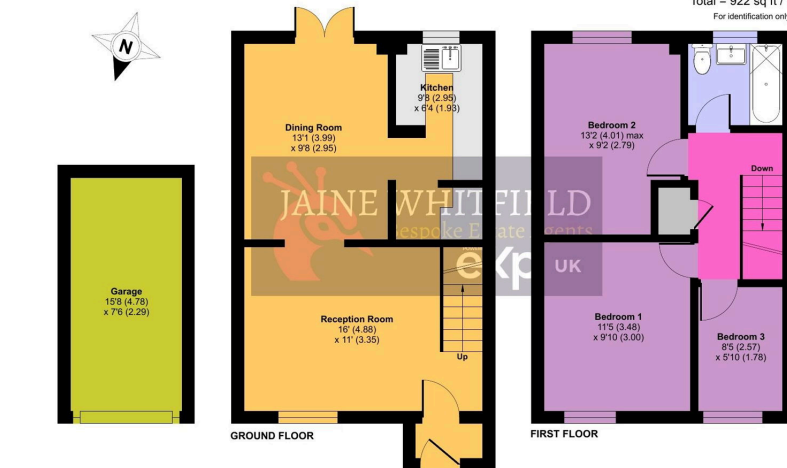 Total = 922 sq ft /
For identification only
N
Kitchen
9'8 (2.95)
x 6'4 (1.93)
Dining Room
13'1 (3.99)
x 9'8 (2.95)
Bedroom 2
13'2 (4.01) max
x 9'2 (2.79)
Down
JAINE WHITFIELD
Bespoke Estate Agents
exp UK
Garage
15'8 (4.78)
x 7'6 (2.29)
Reception Room
16' (4.88)
x 11' (3.35)
Up
Bedroom 1
11'5 (3.48)
x 9'10 (3.00)
Bedroom 3
8'5 (2.57)
x 5'10 (1.78)
GROUND FLOOR
FIRST FLOOR